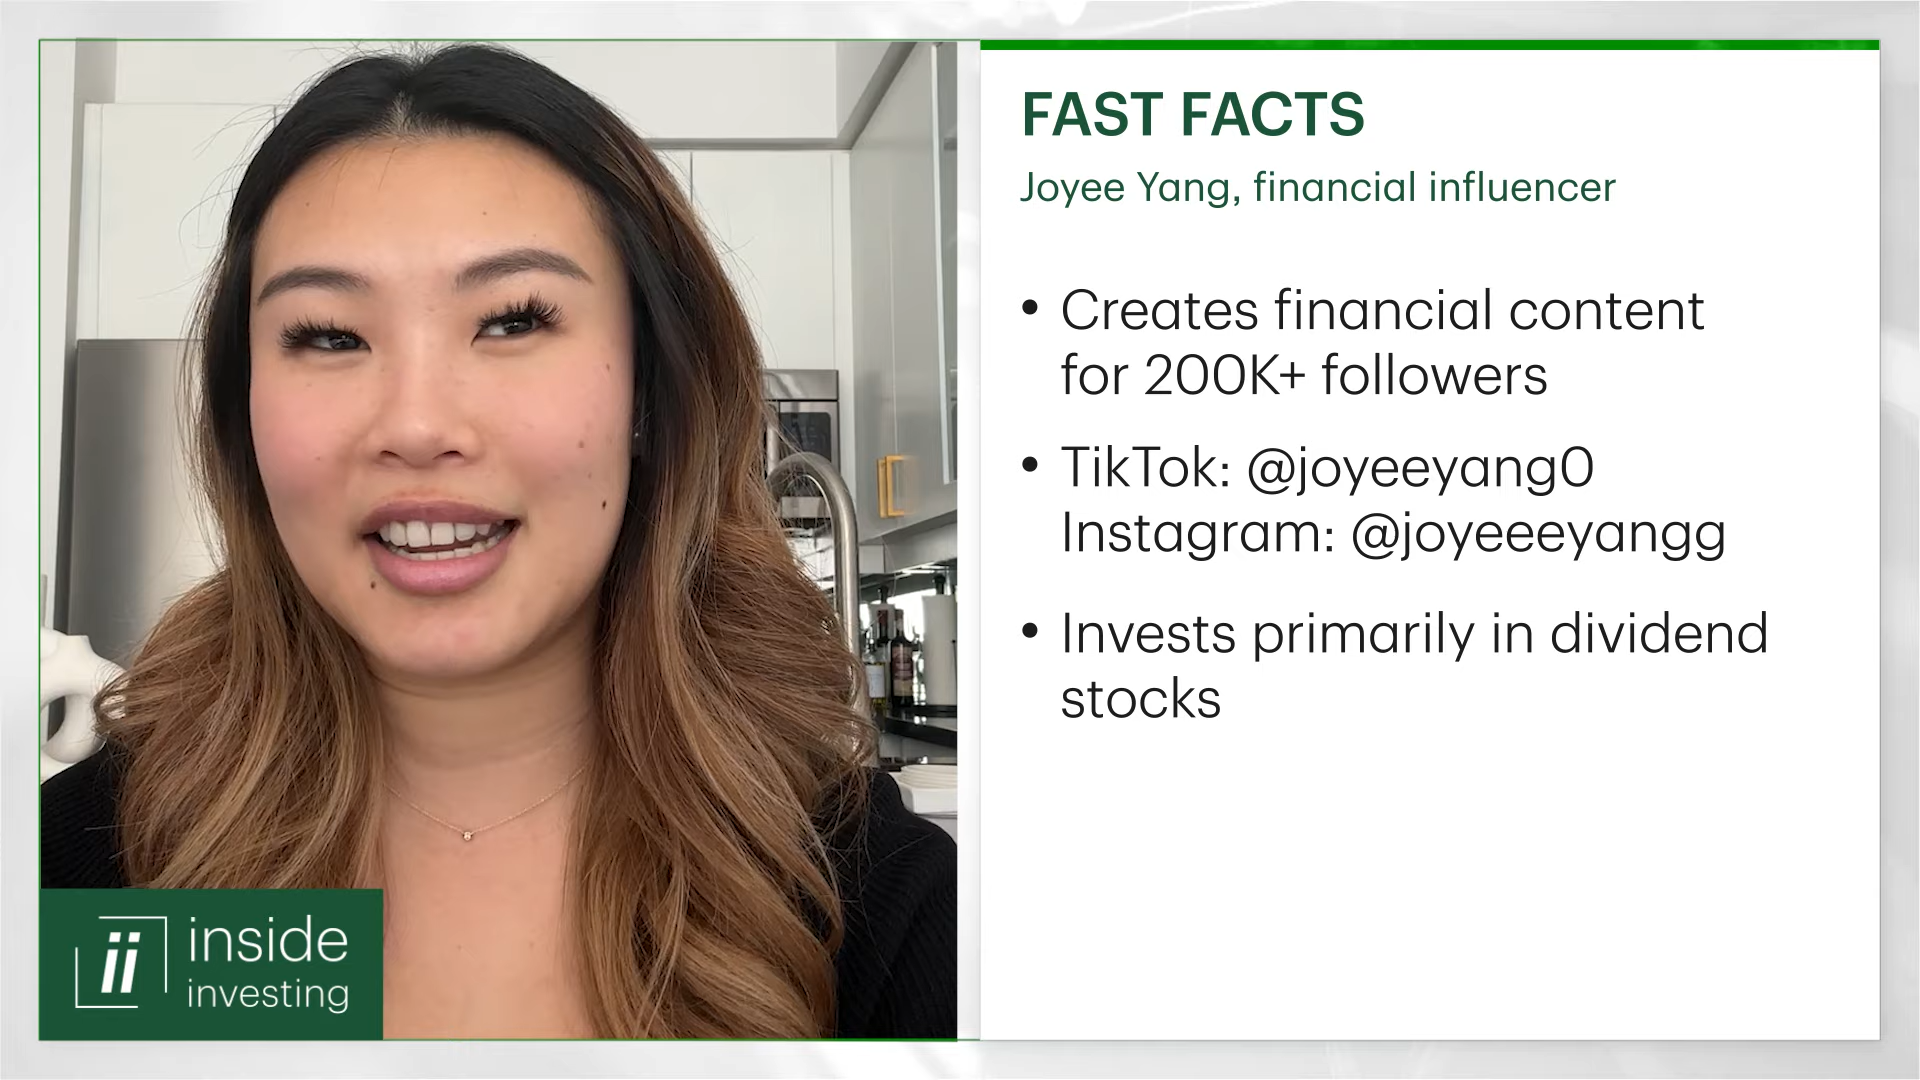 FAST FACTS
Joyee Yang, financial influencer
• Creates financial content
for 200K+ followers
• TikTok: @joyeeyang0
Instagram: @joyeeeyangg
• Invests primarily in dividend
stocks
ii
inside
investing